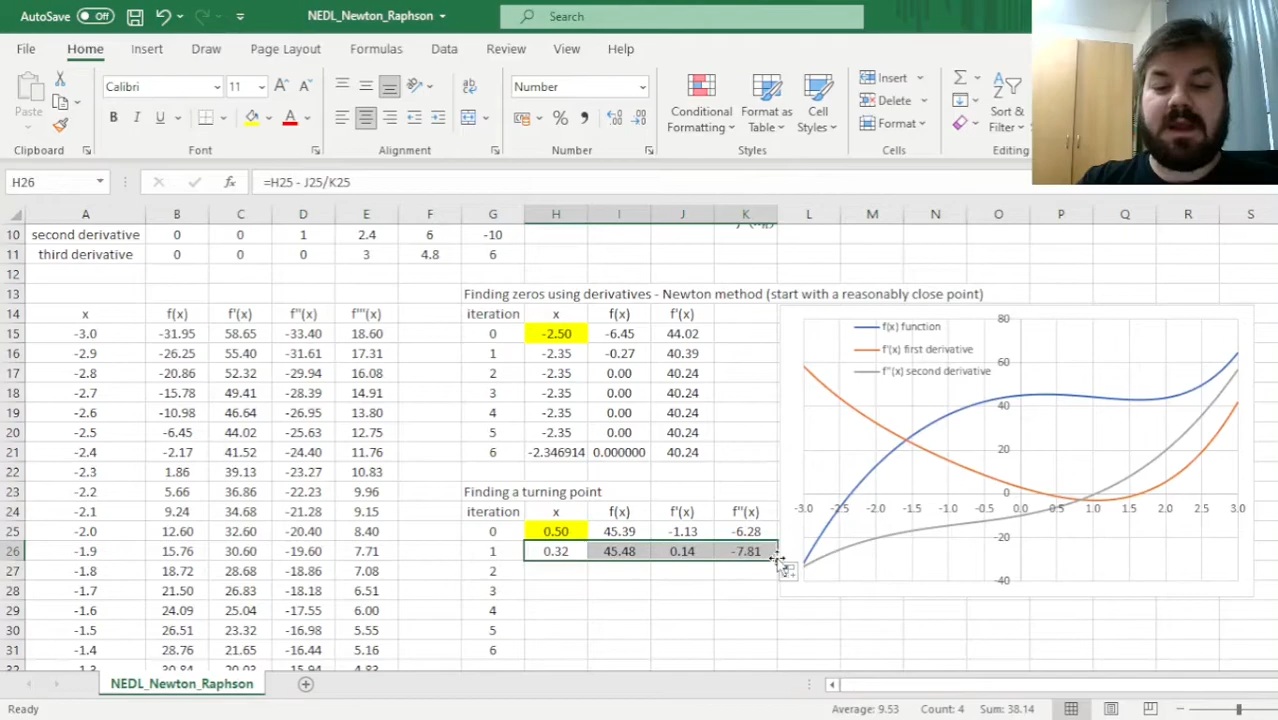 AutoSave Off NEDL_Newton_Raphson Search
File Home Insert Draw Page Layout Formulas Data Review View Help
Calibri 11 Number Insert
Paste B I U Conditional Formatting Format as Table Cell Styles Delete Sort & Filter
Format
Clipboard Font Alignment Number Styles Cells Editing
H26 =H25 - J25/K25
A B C D E F G H I J K L M N O P Q R S
10 second derivative 0 0 1 2.4 6 -10
11 third derivative 0 0 0 3 4.8 6
12
13 Finding zeros using derivatives - Newton method (start with a reasonably close point)
14 x f(x) f'(x) f''(x) f'''(x) iteration x f(x) f'(x)
15 -3.0 -31.95 58.65 -33.40 18.60 0 -2.50 -6.45 44.02
16 -2.9 -26.25 55.40 -31.61 17.31 1 -2.35 -0.27 40.39
17 -2.8 -20.86 52.32 -29.94 16.08 2 -2.35 0.00 40.24
18 -2.7 -15.78 49.41 -28.39 14.91 3 -2.35 0.00 40.24
19 -2.6 -10.98 46.64 -26.95 13.80 4 -2.35 0.00 40.24
20 -2.5 -6.45 44.02 -25.63 12.75 5 -2.35 0.00 40.24
21 -2.4 -2.17 41.52 -24.40 11.76 6 -2.346914 0.000000 40.24
22 -2.3 1.86 39.13 -23.27 10.83
23 -2.2 5.66 36.86 -22.23 9.96 Finding a turning point
24 -2.1 9.24 34.68 -21.28 9.15 iteration x f(x) f'(x) f''(x)
25 -2.0 12.60 32.60 -20.40 8.40 0 0.50 45.39 -1.13 -6.28
26 -1.9 15.76 30.60 -19.60 7.71 1 0.32 45.48 0.14 -7.81
27 -1.8 18.72 28.68 -18.86 7.08 2
28 -1.7 21.50 26.83 -18.18 6.51 3
29 -1.6 24.09 25.04 -17.55 6.00 4
30 -1.5 26.51 23.32 -16.98 5.55 5
31 -1.4 28.76 21.65 -16.44 5.16 6
f(x) function
f'(x) first derivative
f''(x) second derivative
80
60
40
20
0
-20
-40
-3.0 -2.5 -2.0 -1.5 -1.0 -0.5 0.0 0.5 1.0 1.5 2.0 2.5 3.0
NEDL_Newton_Raphson
Ready Average: 9.53 Count: 4 Sum: 38.14